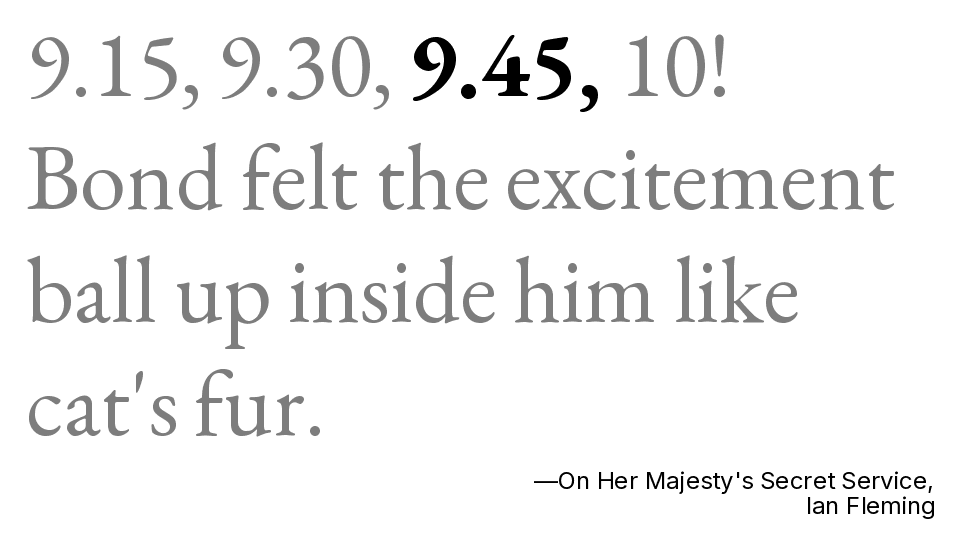 9.15, 9.30, 9.45, 10!
Bond felt the excitement
ball up inside him like
cat's fur.
—On Her Majesty's Secret Service,
Ian Fleming